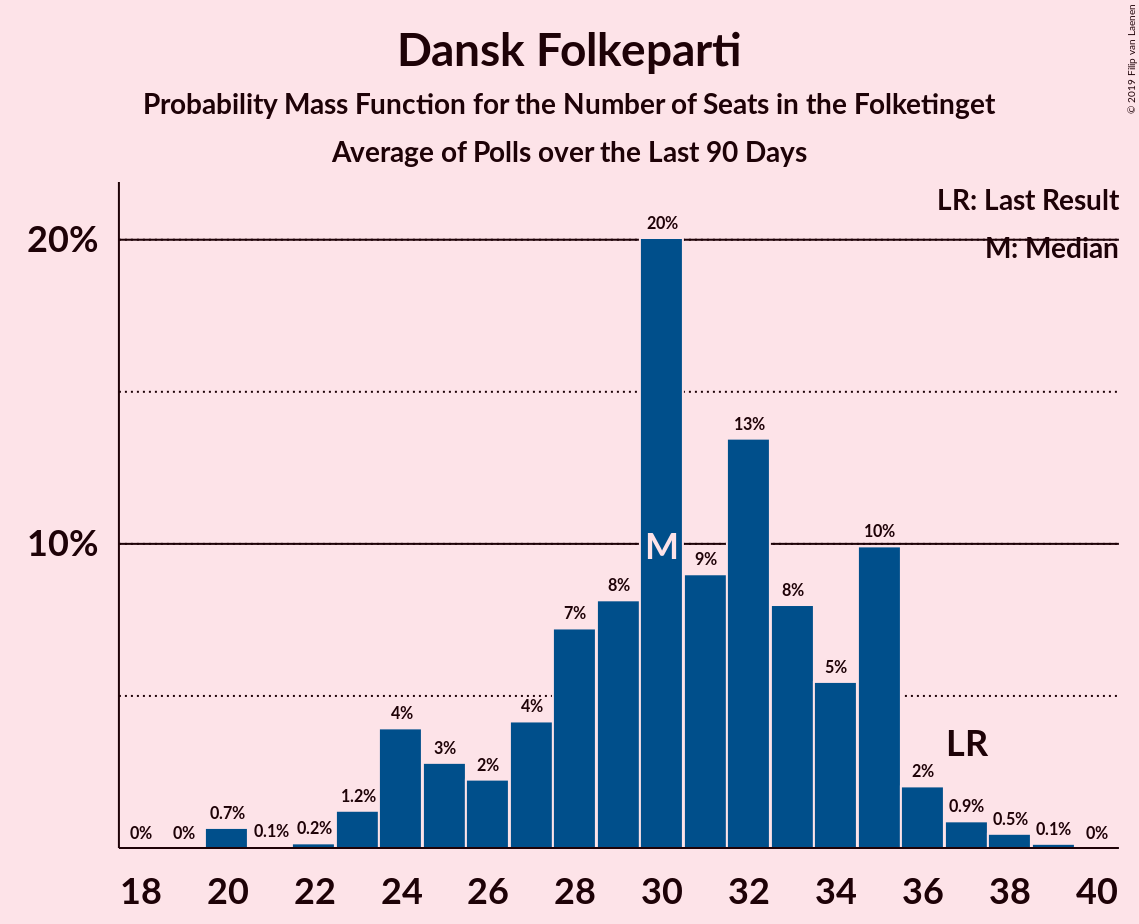 Dansk Folkeparti
Probability Mass Function for the Number of Seats in the Folketinget
Average of Polls over the Last 90 Days
© 2019 Filip van Laenen
LR: Last Result
M: Median
20%
10%
0%
0%
0.7%
0.1%
0.2%
1.2%
4%
3%
2%
4%
7%
8%
20%
9%
13%
8%
5%
10%
2%
0.9%
0.5%
0.1%
0%
M
LR
18 20 22 24 26 28 30 32 34 36 38 40